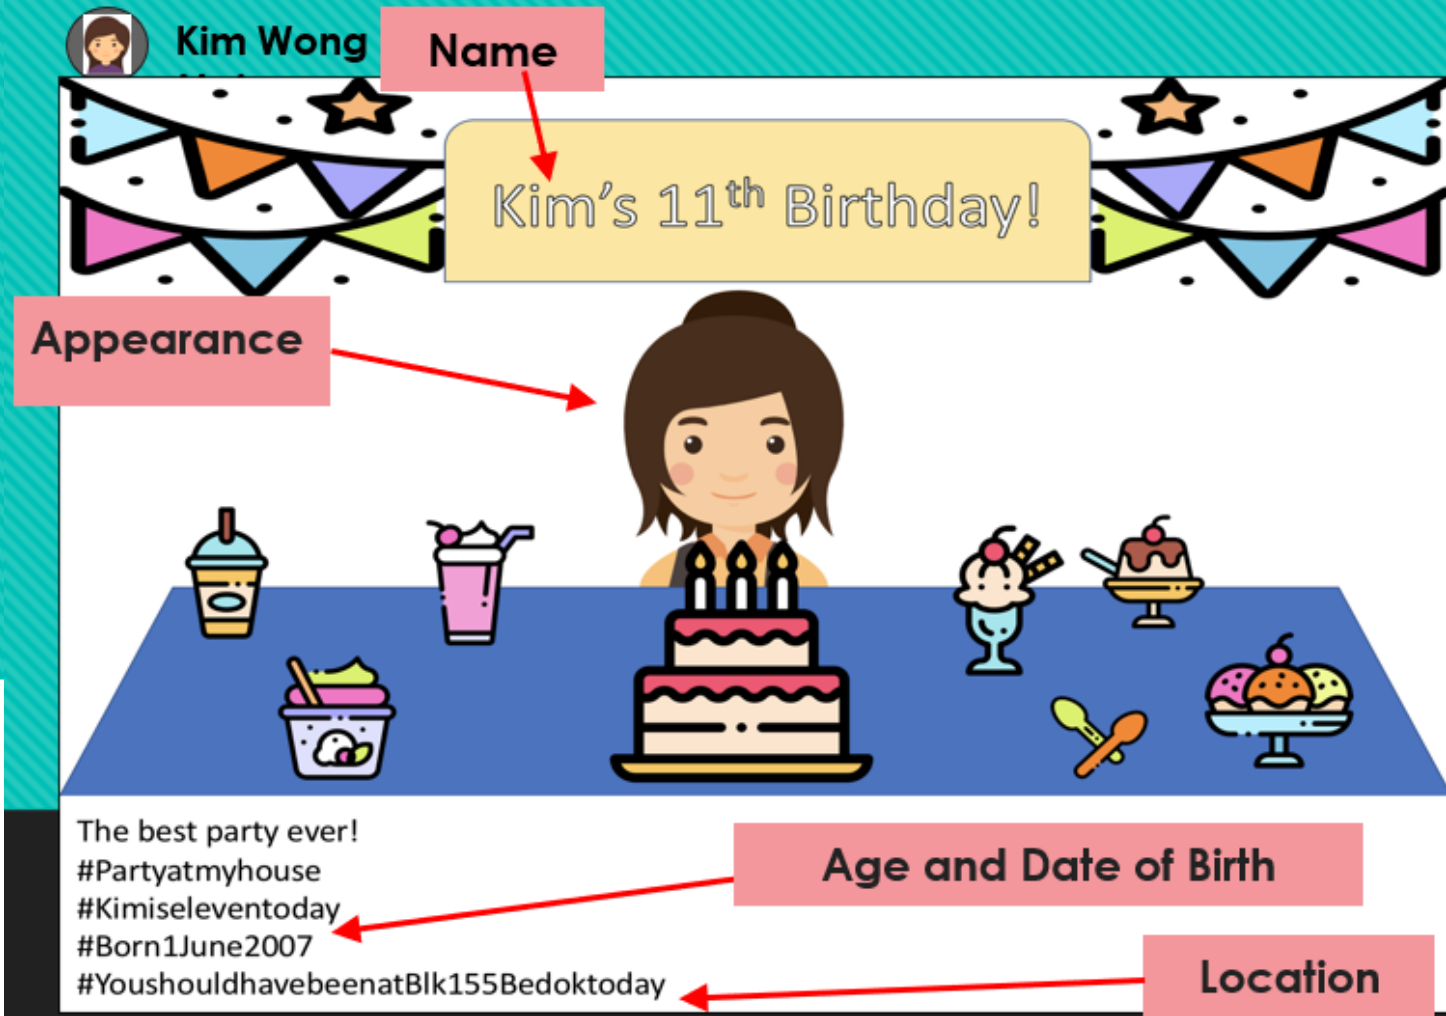 Kim Wong
Name
Kim's 11th Birthday!
Appearance
The best party ever!
#Partyatmyhouse
#Kimiseleventoday
#Born1June2007
#YoushouldhavebeenatBlk155Bedoktoday
Age and Date of Birth
Location